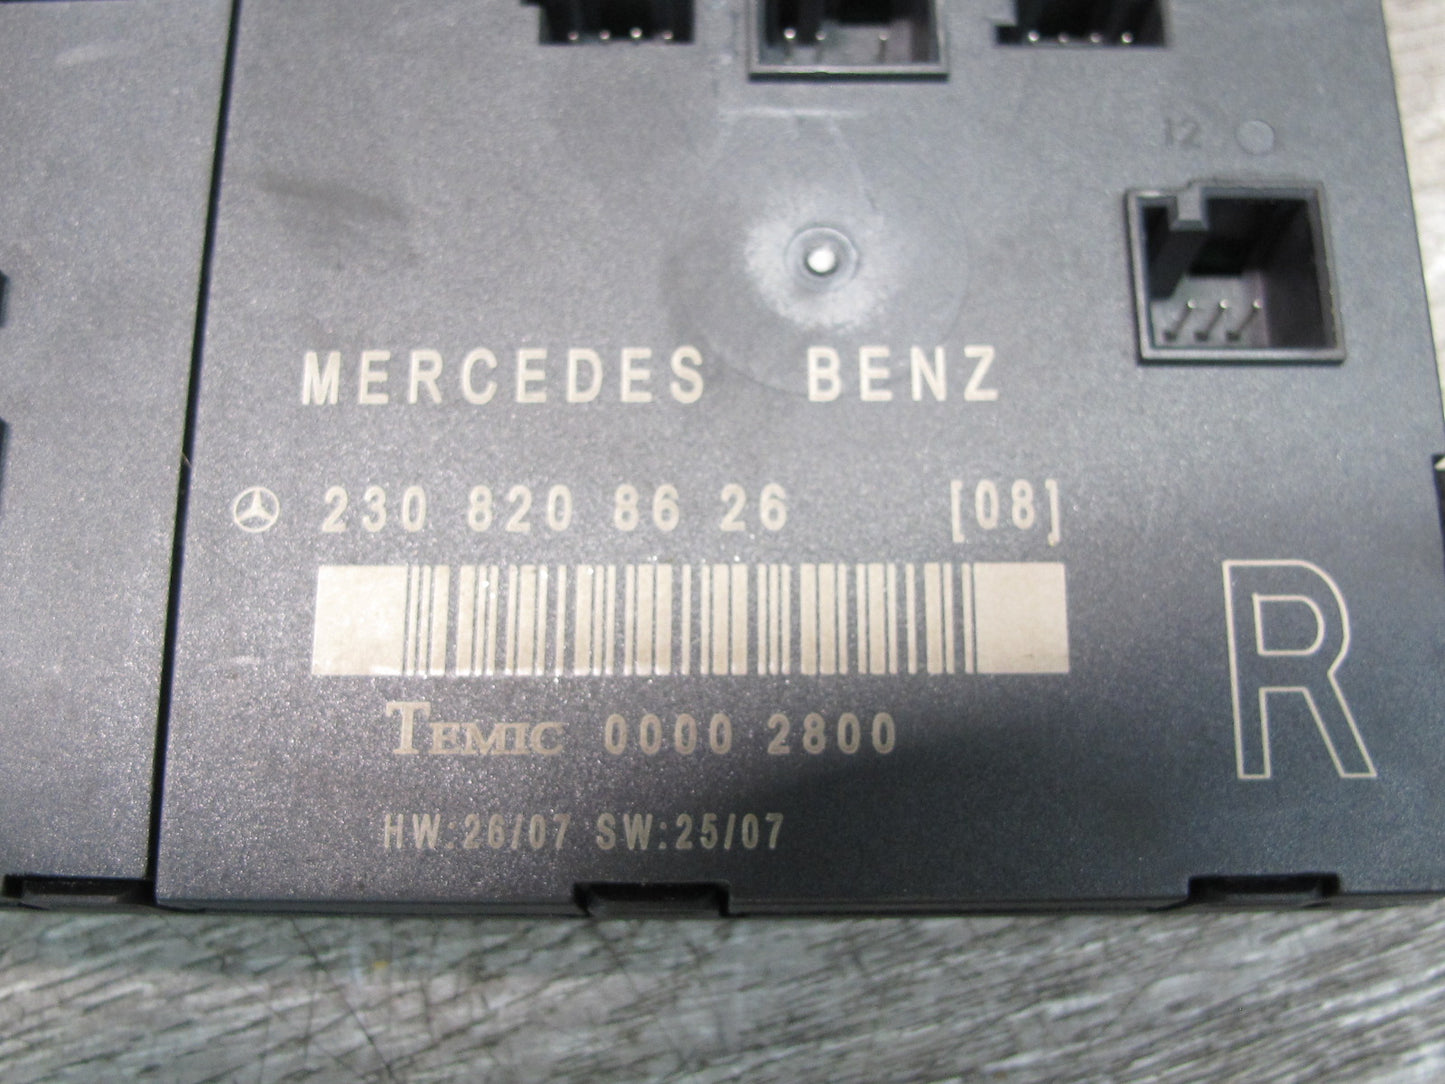 12
MERCEDES BENZ
230 820 86 26 [08]
R
TEMIC 0000 2800
HW:26/07 SW:25/07